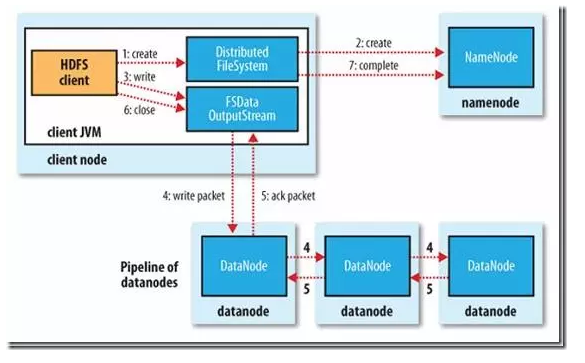 HDFS
client
1: create
3: write
6: close
Distributed
FileSystem
FSData
OutputStream
client JVM
client node
2: create
7: complete
NameNode
namenode
4: write packet
5: ack packet
Pipeline of
datanodes
DataNode
datanode
4
5
DataNode
datanode
4
5
DataNode
datanode